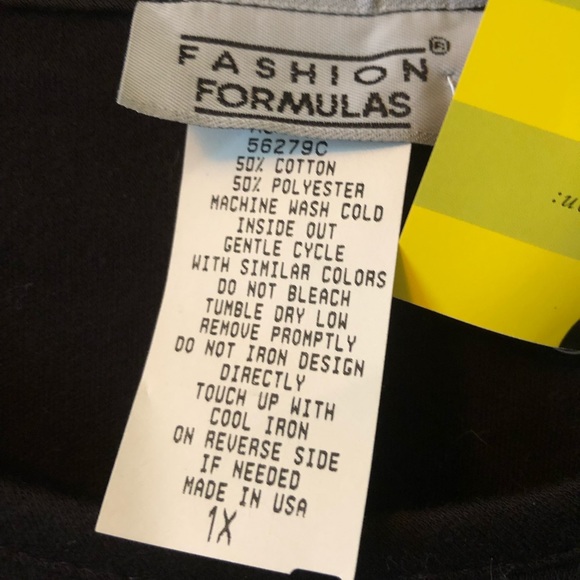 FASHION®
FORMULAS
56279C
50% COTTON
50% POLYESTER
MACHINE WASH COLD
INSIDE OUT
GENTLE CYCLE
WITH SIMILAR COLORS
DO NOT BLEACH
TUMBLE DRY LOW
REMOVE PROMPTLY
DO NOT IRON DESIGN
DIRECTLY
TOUCH UP WITH
COOL IRON
ON REVERSE SIDE
IF NEEDED
MADE IN USA
1X